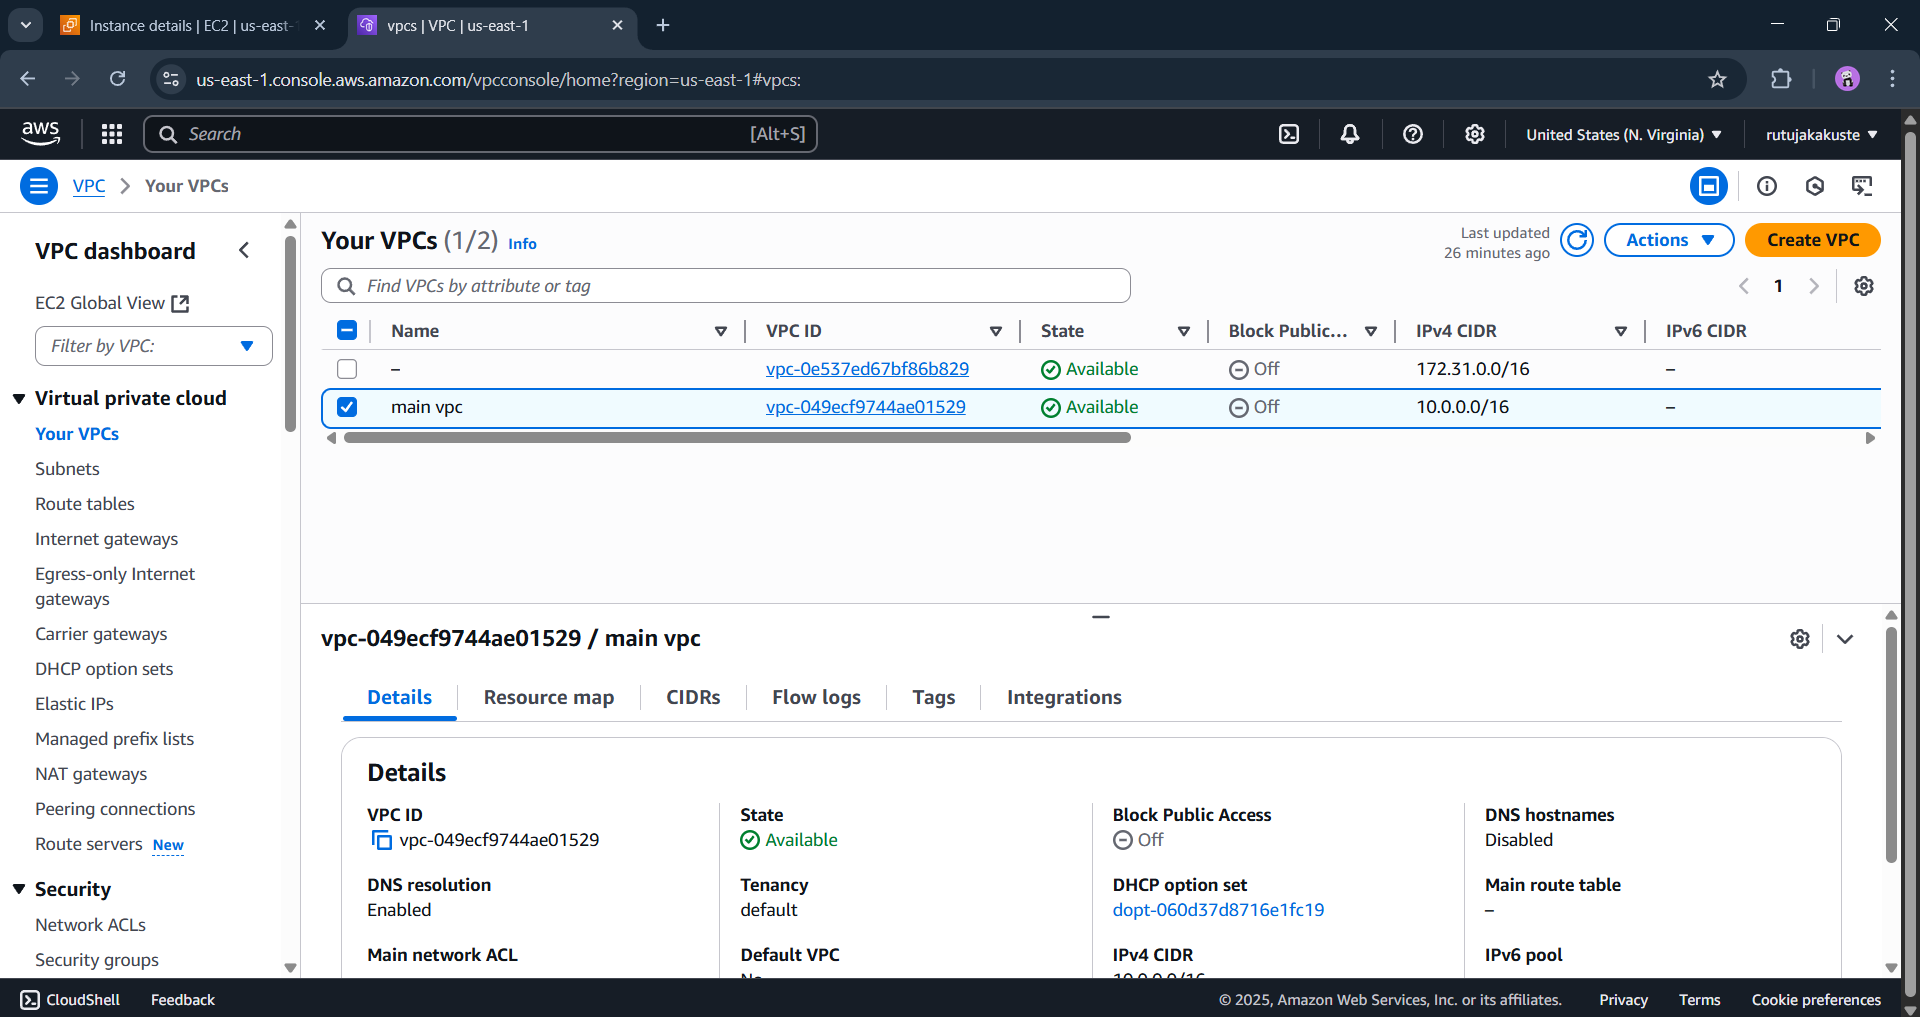 Instance details | EC2 | us-east-
vpcs | VPC | us-east-1
us-east-1.console.aws.amazon.com/vpcconsole/home?region=us-east-1#vpcs:
aws
Search
[Alt+S]
United States (N. Virginia)
rutujakakuste
VPC
Your VPCs
VPC dashboard
EC2 Global View
Filter by VPC:
Virtual private cloud
Your VPCs
Subnets
Route tables
Internet gateways
Egress-only Internet
gateways
Carrier gateways
DHCP option sets
Elastic IPs
Managed prefix lists
NAT gateways
Peering connections
Route servers New
Security
Network ACLs
Security groups
Your VPCs (1/2) Info
Last updated
26 minutes ago
Actions
Create VPC
Find VPCs by attribute or tag
1
Name VPC ID State Block Public... IPv4 CIDR IPv6 CIDR
– vpc-0e537ed67bf86b829 Available Off 172.31.0.0/16 –
main vpc vpc-049ecf9744ae01529 Available Off 10.0.0.0/16 –
vpc-049ecf9744ae01529 / main vpc
Details Resource map CIDRs Flow logs Tags Integrations
Details
VPC ID
vpc-049ecf9744ae01529
State
Available
Block Public Access
Off
DNS hostnames
Disabled
DNS resolution
Enabled
Tenancy
default
DHCP option set
dopt-060d37d8716e1fc19
Main route table
–
Main network ACL
Default VPC
No
IPv4 CIDR
10.0.0.0/16
IPv6 pool
CloudShell
Feedback
© 2025, Amazon Web Services, Inc. or its affiliates.
Privacy
Terms
Cookie preferences